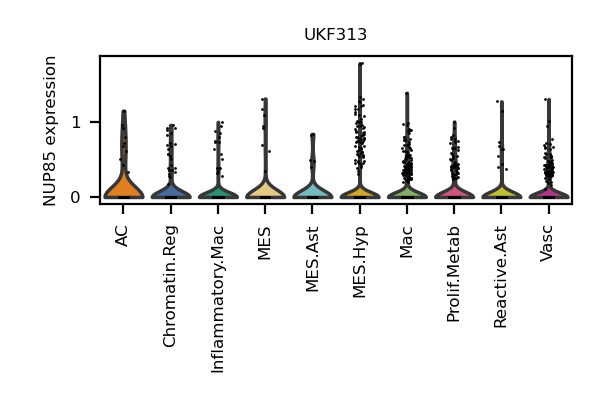 UKF313
NUP85 expression
1
0
AC
Chromatin.Reg
Inflammatory.Mac
MES
MES.Ast
MES.Hyp
Mac
Prolif.Metab
Reactive.Ast
Vasc